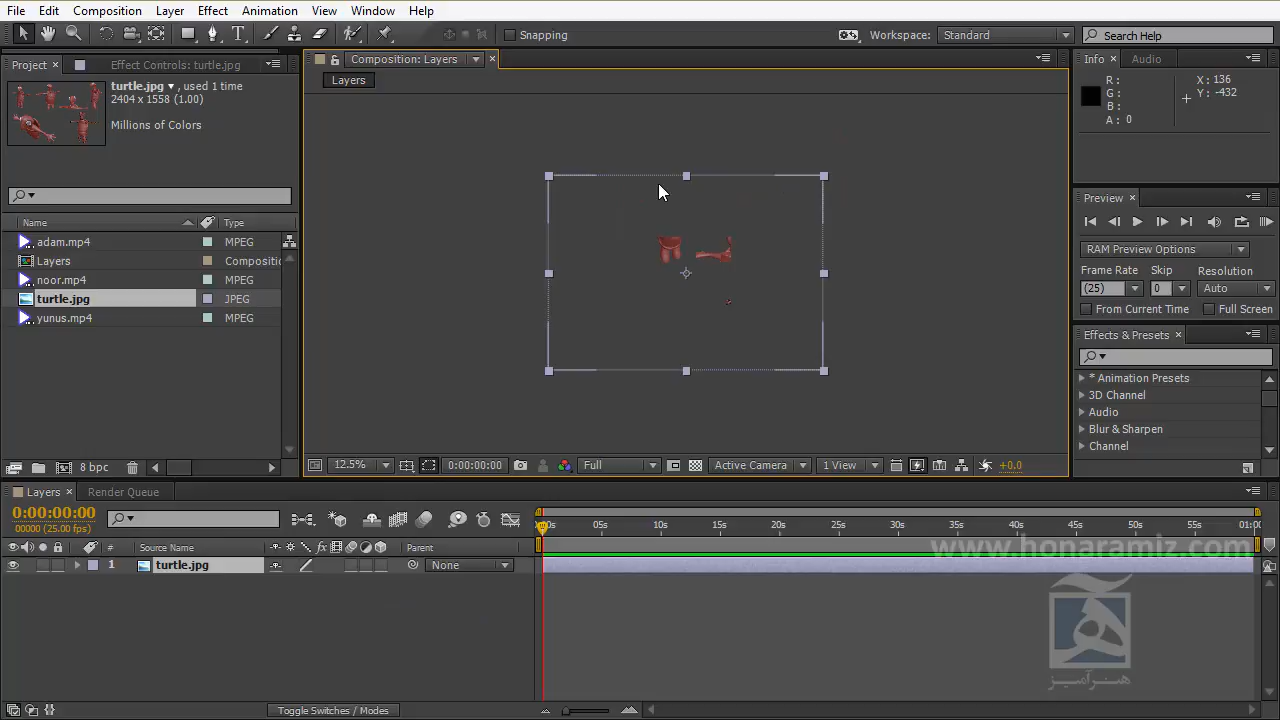 File Edit Composition Layer Effect Animation View Window Help
Snapping
Workspace: Standard
Search Help
Project
Effect Controls: turtle.jpg
turtle.jpg , used 1 time
2404 x 1558 (1.00)
Millions of Colors
Name Type
adam.mp4 MPEG
Layers Compositio
noor.mp4 MPEG
turtle.jpg JPEG
yunus.mp4 MPEG
8 bpc
Composition: Layers
Layers
12.5%
0:00:00:00
Full
Active Camera
1 View
+0.0
Info
Audio
R:
G:
B:
A: 0
X: 136
Y: -432
Preview
RAM Preview Options
Frame Rate Skip Resolution
(25) 0 Auto
From Current Time Full Screen
Effects & Presets
* Animation Presets
3D Channel
Audio
Blur & Sharpen
Channel
Layers
Render Queue
0:00:00:00
00000 (25.00 fps)
# Source Name Parent
1 turtle.jpg None
00s 05s 10s 15s 20s 25s 30s 35s 40s 45s 50s 55s 01:00
www.honaramiz.com
هنرآمیز
Toggle Switches / Modes